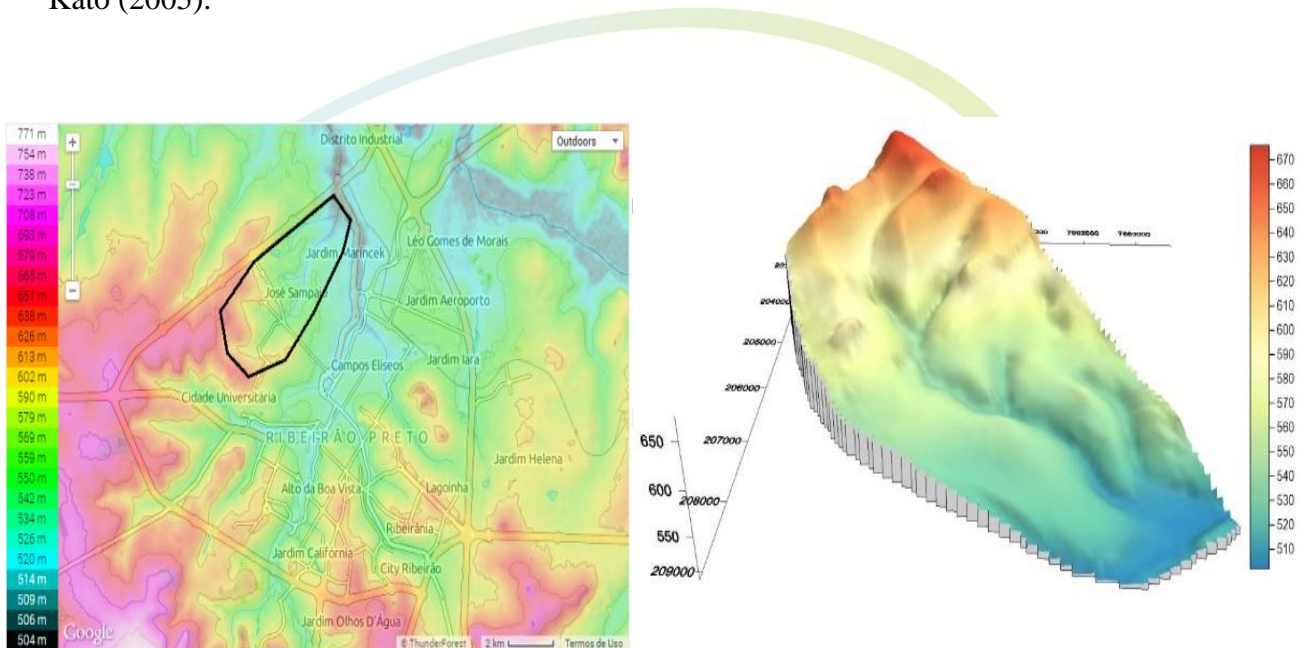 Kato (2005).
771 m
754 m
738 m
723 m
708 m
693 m
679 m
665 m
651 m
638 m
626 m
613 m
602 m
590 m
579 m
569 m
559 m
550 m
542 m
534 m
526 m
520 m
514 m
509 m
506 m
504 m
+
−
Outdoors
Distrito Industrial
Léo Gomes de Morais
Jardim Marincek
José Sampaio
Jardim Aeroporto
Campos Elíseos
Jardim Iara
Cidade Universitária
RIBEIRÃO PRETO
Jardim Helena
Alto da Boa Vista
Lagoinha
Ribeirânia
Jardim Califórnia
City Ribeirão
Jardim Olhos D'Água
Google
© ThunderForest
2 km
Termos de Uso
204000
205000
206000
207000
208000
209000
650
600
550
670
660
650
640
630
620
610
600
590
580
570
560
550
540
530
520
510